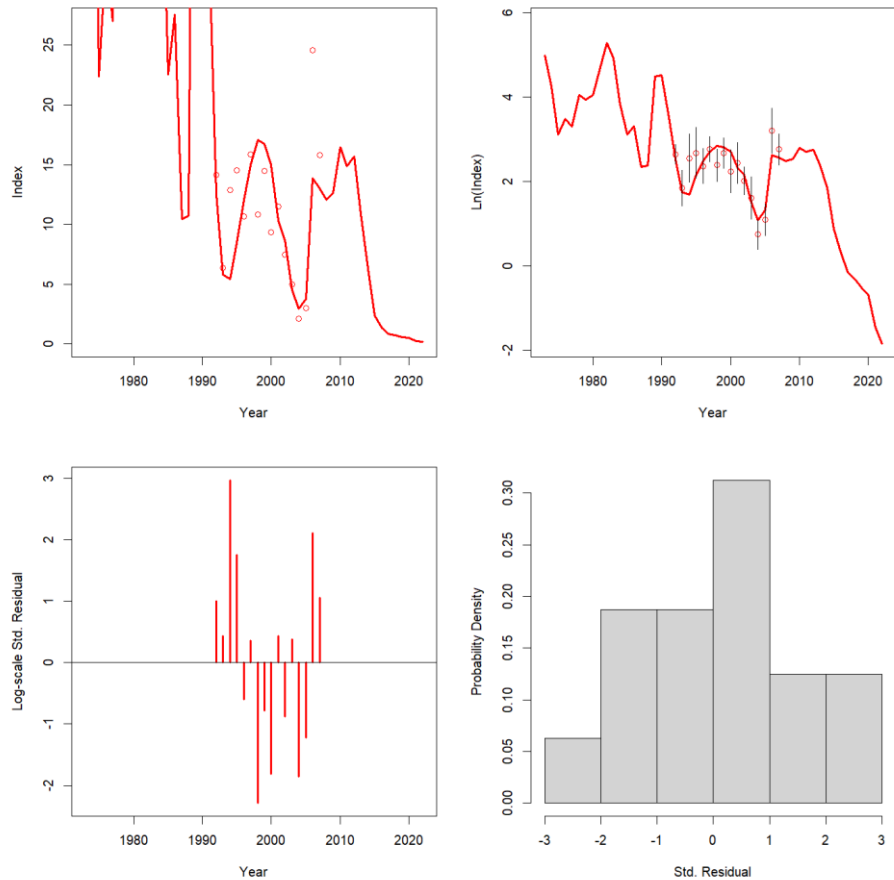 25
20
15
10
5
0
Index
1980 1990 2000 2010 2020
Year
6
4
2
0
-2
Ln(Index)
1980 1990 2000 2010 2020
Year
3
2
1
0
-1
-2
Log-scale Std. Residual
1980 1990 2000 2010 2020
Year
0.30
0.25
0.20
0.15
0.10
0.05
0.00
Probability Density
-3 -2 -1 0 1 2 3
Std. Residual